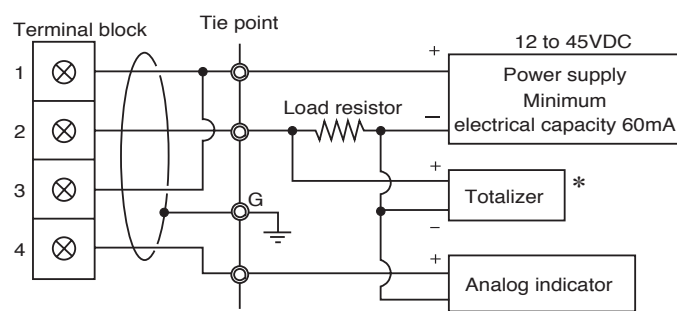 Terminal block
Tie point
12 to 45VDC
1
+
Power supply
Minimum
electrical capacity 60mA
Load resistor
2
−
3
+
Totalizer
*
G
−
4
+
Analog indicator